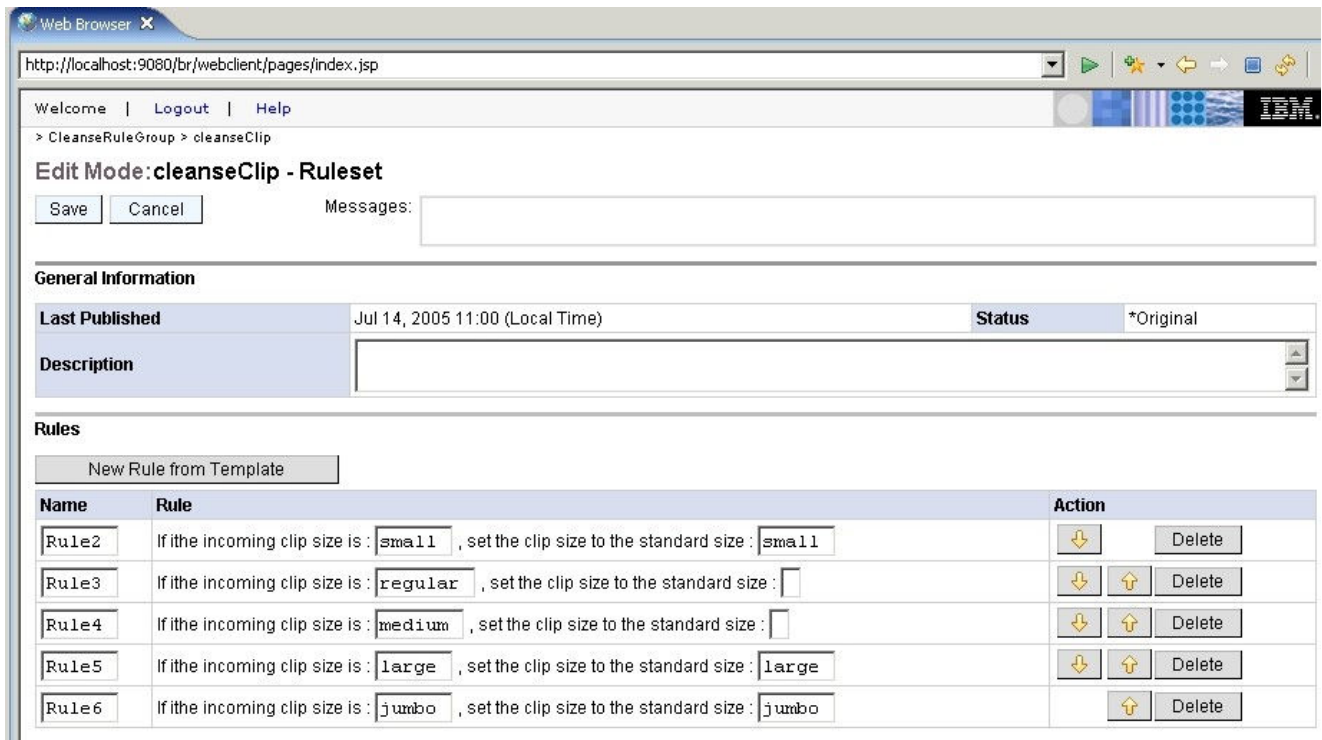 Web Browser
http://localhost:9080/br/webclient/pages/index.jsp
Welcome | Logout | Help
IBM.
> CleanseRuleGroup > cleanseClip
Edit Mode:cleanseClip - Ruleset
Save Cancel Messages:
General Information
Last Published Jul 14, 2005 11:00 (Local Time) Status *Original
Description
Rules
New Rule from Template
Name Rule Action
Rule2 If ithe incoming clip size is : small , set the clip size to the standard size : small Delete
Rule3 If ithe incoming clip size is : regular , set the clip size to the standard size : Delete
Rule4 If ithe incoming clip size is : medium , set the clip size to the standard size : Delete
Rule5 If ithe incoming clip size is : large , set the clip size to the standard size : large Delete
Rule6 If ithe incoming clip size is : jumbo , set the clip size to the standard size : jumbo Delete